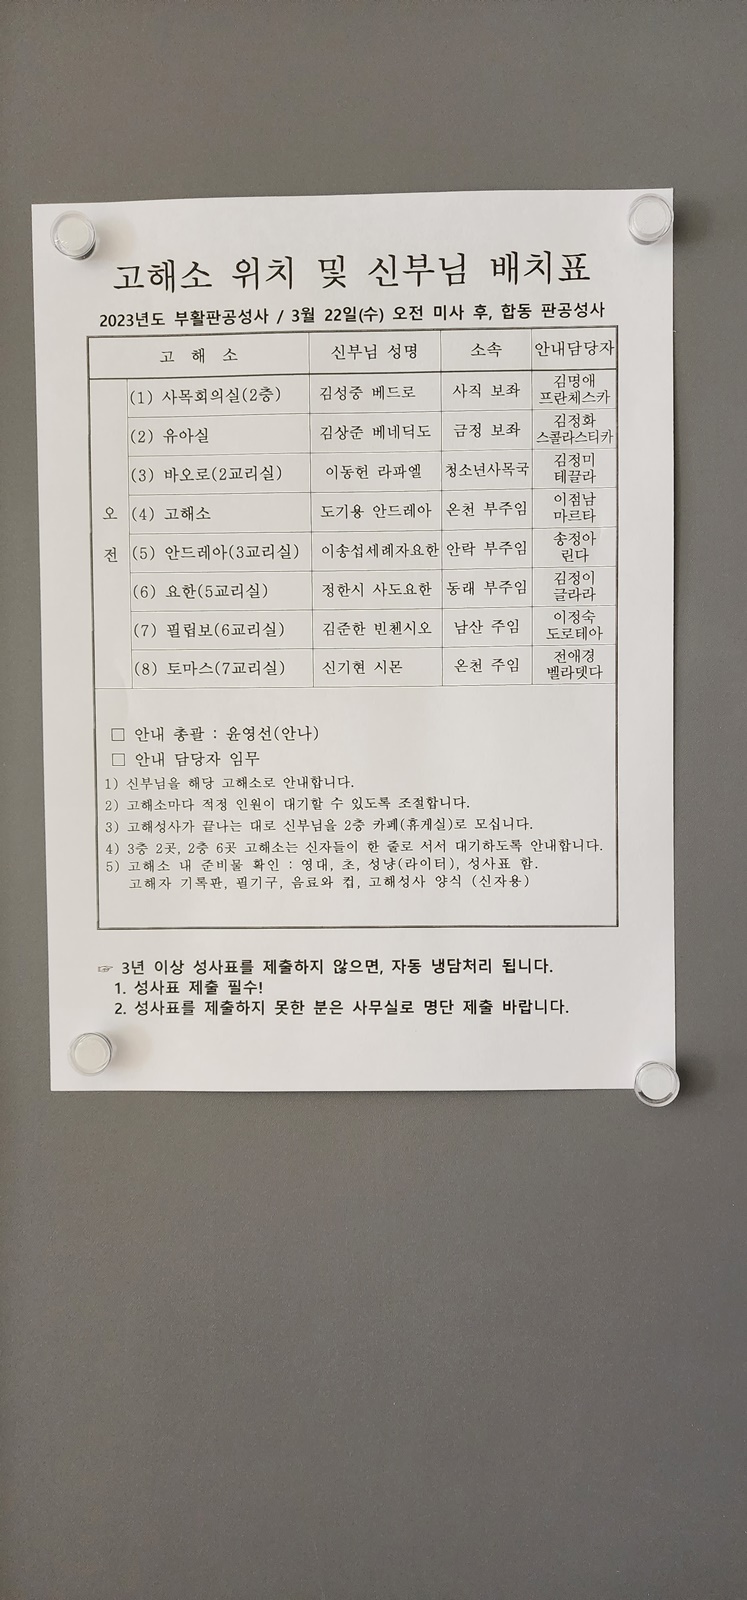 고해소 위치 및 신부님 배치표
2023년도 부활판공성사 / 3월 22일(수) 오전 미사 후, 합동 판공성사
고 해 소 신부님 성명 소속 안내담당자
오 전
(1) 사목회의실(2층) 김성중 베드로 사직 보좌 김명애 프란체스카
(2) 유아실 김상준 베네딕도 금정 보좌 김정화 스콜라스티카
(3) 바오로(2교리실) 이동헌 라파엘 청소년사목국 김정미 테끌라
(4) 고해소 도기용 안드레아 온천 부주임 이점남 마르타
(5) 안드레아(3교리실) 이송섭세례자요한 안락 부주임 송정아 린다
(6) 요한(5교리실) 정한시 사도요한 동래 부주임 김정이 글라라
(7) 필립보(6교리실) 김준한 빈첸시오 남산 주임 이정숙 도로테아
(8) 토마스(7교리실) 신기현 시몬 온천 주임 전애경 벨라뎃다
□ 안내 총괄 : 윤영선(안나)
□ 안내 담당자 임무
1) 신부님을 해당 고해소로 안내합니다.
2) 고해소마다 적정 인원이 대기할 수 있도록 조절합니다.
3) 고해성사가 끝나는 대로 신부님을 2층 카페(휴게실)로 모십니다.
4) 3층 2곳, 2층 6곳 고해소는 신자들이 한 줄로 서서 대기하도록 안내합니다.
5) 고해소 내 준비물 확인 : 영대, 초, 성냥(라이터), 성사표 함.
고해자 기록판, 필기구, 음료와 컵, 고해성사 양식 (신자용)
☞ 3년 이상 성사표를 제출하지 않으면, 자동 냉담처리 됩니다.
1. 성사표 제출 필수!
2. 성사표를 제출하지 못한 분은 사무실로 명단 제출 바랍니다.